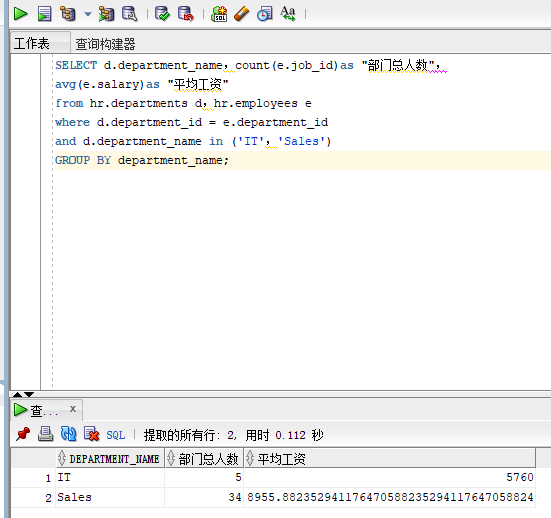 工作表 查询构建器
SELECT d.department_name，count(e.job_id)as "部门总人数"，
avg(e.salary)as "平均工资"
from hr.departments d，hr.employees e
where d.department_id = e.department_id
and d.department_name in ('IT'，'Sales')
GROUP BY department_name;
查... x
SQL | 提取的所有行: 2, 用时 0.112 秒
DEPARTMENT_NAME 部门总人数 平均工资
1 IT 5 5760
2 Sales 34 8955.88235294117647058823529411764705824